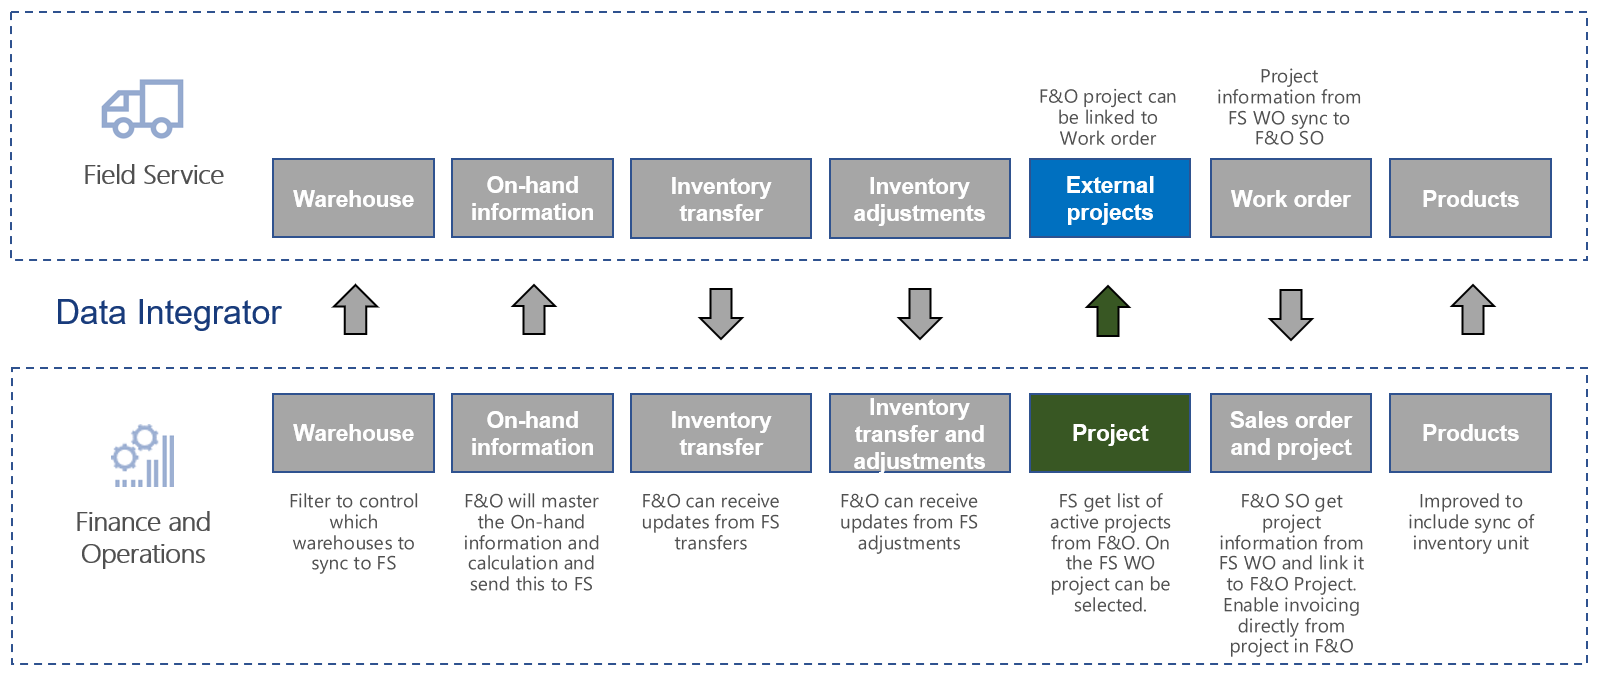 F&O project can
be linked to
Work order
Project
information from
FS WO sync to
F&O SO
Field Service
Warehouse
On-hand
information
Inventory
transfer
Inventory
adjustments
External
projects
Work order
Products
Data Integrator
Finance and
Operations
Warehouse
On-hand
information
Inventory
transfer
Inventory
transfer and
adjustments
Project
Sales order
and project
Products
Filter to control
which
warehouses to
sync to FS
F&O will master
the On-hand
information and
calculation and
send this to FS
F&O can receive
updates from FS
transfers
F&O can receive
updates from FS
adjustments
FS get list of
active projects
from F&O. On
the FS WO
project can be
selected.
F&O SO get
project
information from
FS WO and link it
to F&O Project.
Enable invoicing
directly from
project in F&O
Improved to
include sync of
inventory unit